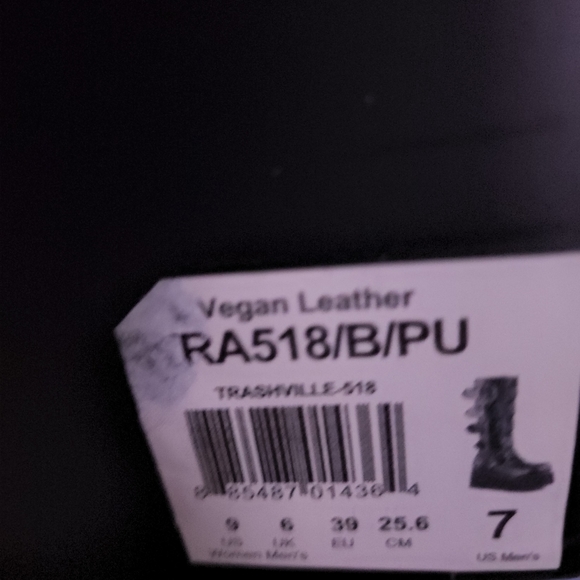 Vegan Leather
RA518/B/PU
TRASHVILLE-518
8 85487 01436 4
9 6 39 25.6 7
US UK EU CM US Men's
Women Men's